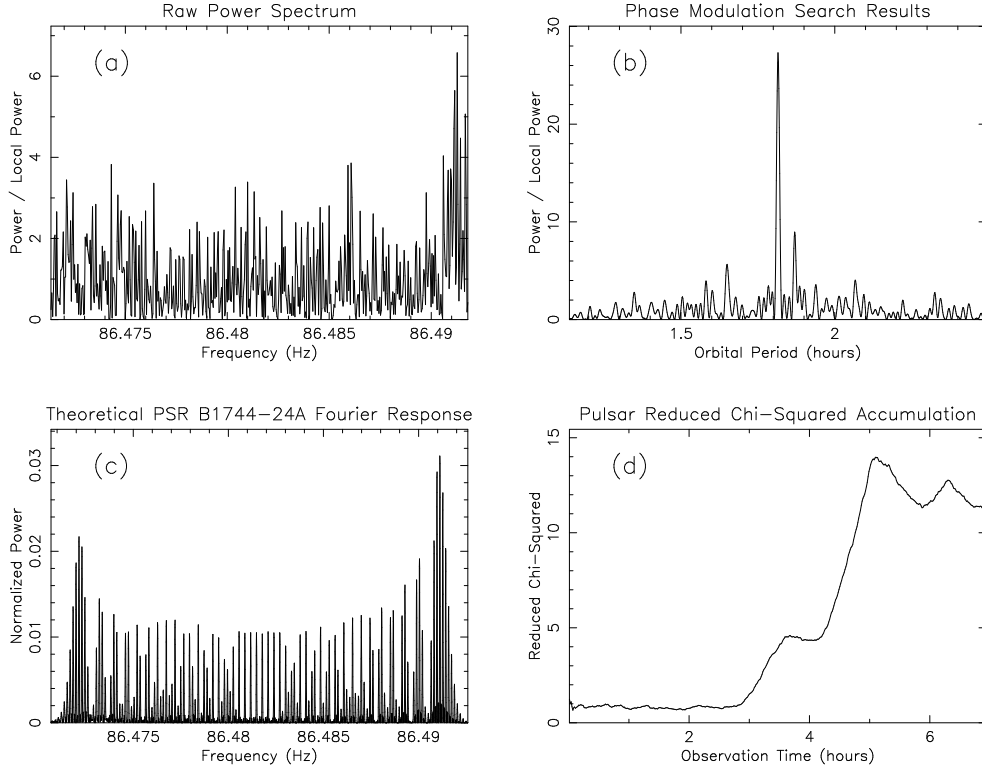 Raw Power Spectrum
(a)
Power / Local Power
0
2
4
6
86.475
86.48
86.485
86.49
Frequency (Hz)
Phase Modulation Search Results
(b)
Power / Local Power
0
10
20
30
1.5
2
Orbital Period (hours)
Theoretical PSR B1744−24A Fourier Response
(c)
Normalized Power
0
0.01
0.02
0.03
86.475
86.48
86.485
86.49
Frequency (Hz)
Pulsar Reduced Chi−Squared Accumulation
(d)
Reduced Chi−Squared
0
5
10
15
2
4
6
Observation Time (hours)